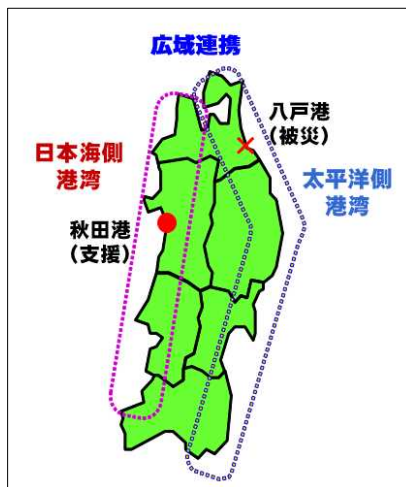 広域連携
八戸港
(被災)
日本海側
港湾
太平洋側
港湾
秋田港
(支援)